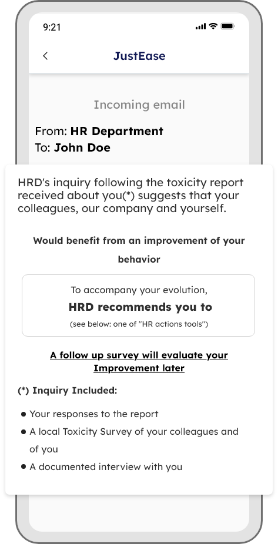 9:21
JustEase
Incoming email
From: HR Department
To: John Doe
HRD's inquiry following the toxicity report
received about you(*) suggests that your
colleagues, our company and yourself.
Would benefit from an improvement of your
behavior
To accompany your evolution,
HRD recommends you to
(see below: one of "HR actions tools")
A follow up survey will evaluate your
Improvement later
(*) Inquiry Included:
• Your responses to the report
• A local Toxicity Survey of your colleagues and
of you
• A documented interview with you